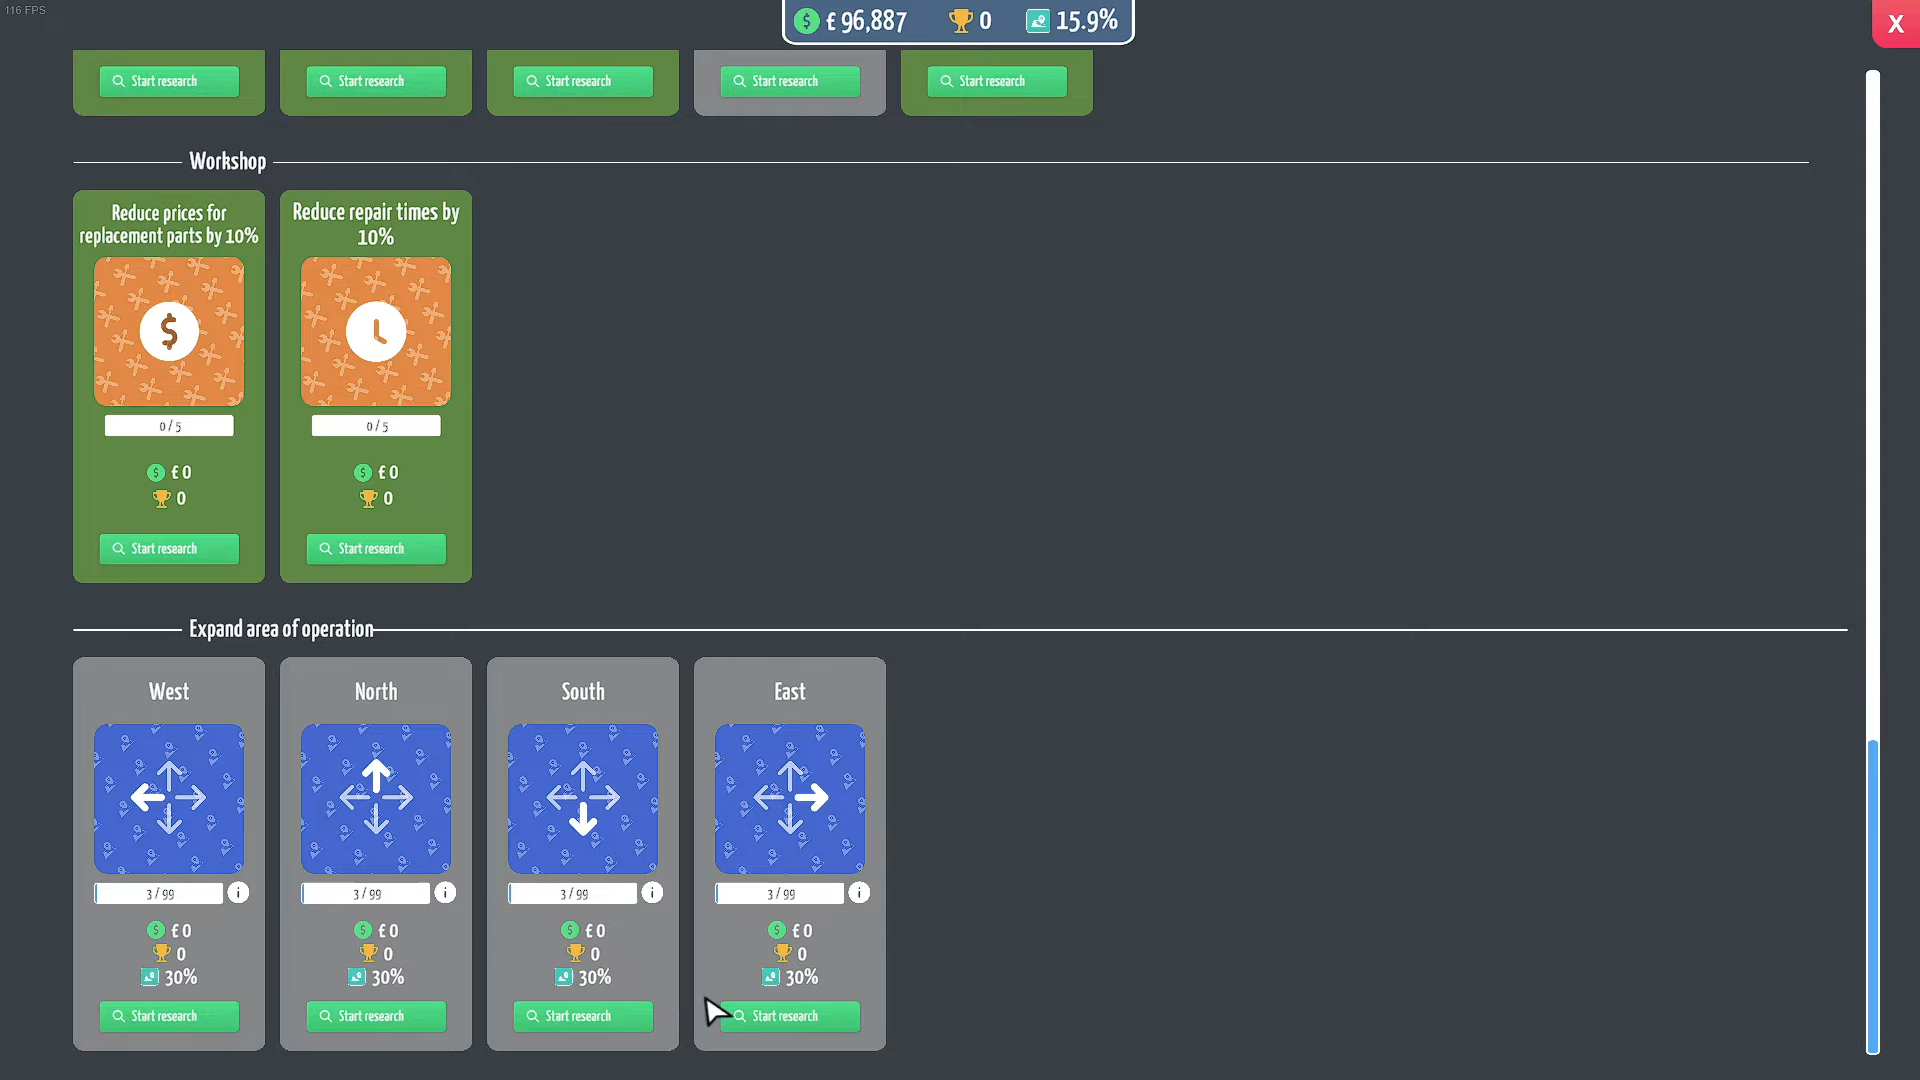 116 FPS
£ 96,887 0 15.9%
X
Start research Start research Start research Start research Start research
Workshop
Reduce prices for
replacement parts by 10%
0 / 5
£ 0
0
Start research
Reduce repair times by
10%
0 / 5
£ 0
0
Start research
Expand area of operation
West
3 / 99
£ 0
0
30%
Start research
North
3 / 99
£ 0
0
30%
Start research
South
3 / 99
£ 0
0
30%
Start research
East
3 / 99
£ 0
0
30%
Start research